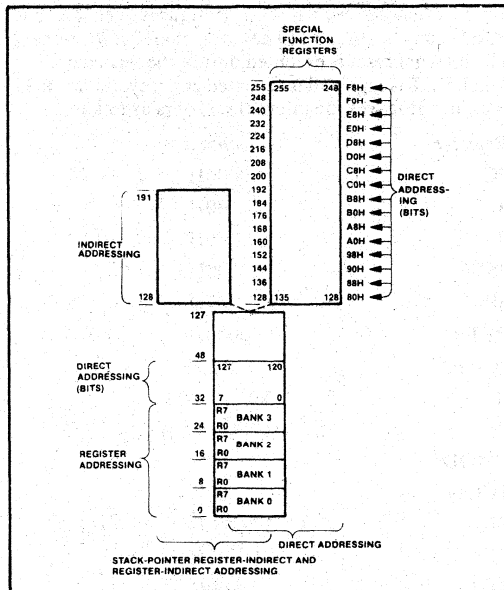 SPECIAL
FUNCTION
REGISTERS
255 255 248 F8H
248 F0H
240 E8H
232 E0H
224 D8H
216 D0H
208 C8H
200 C0H
192 B8H
184 B0H
176 A8H
168 A0H
160 98H
152 90H
144 88H
136 80H
128 135 128
DIRECT
ADDRESS-
ING
(BITS)
191
INDIRECT
ADDRESSING
128
127
48
DIRECT
ADDRESSING
(BITS)
127 120
32 7 0
REGISTER
ADDRESSING
R7 BANK 3
24 R0
R7 BANK 2
16 R0
R7 BANK 1
8 R0
R7 BANK 0
0 R0
DIRECT ADDRESSING
STACK-POINTER REGISTER-INDIRECT AND
REGISTER-INDIRECT ADDRESSING